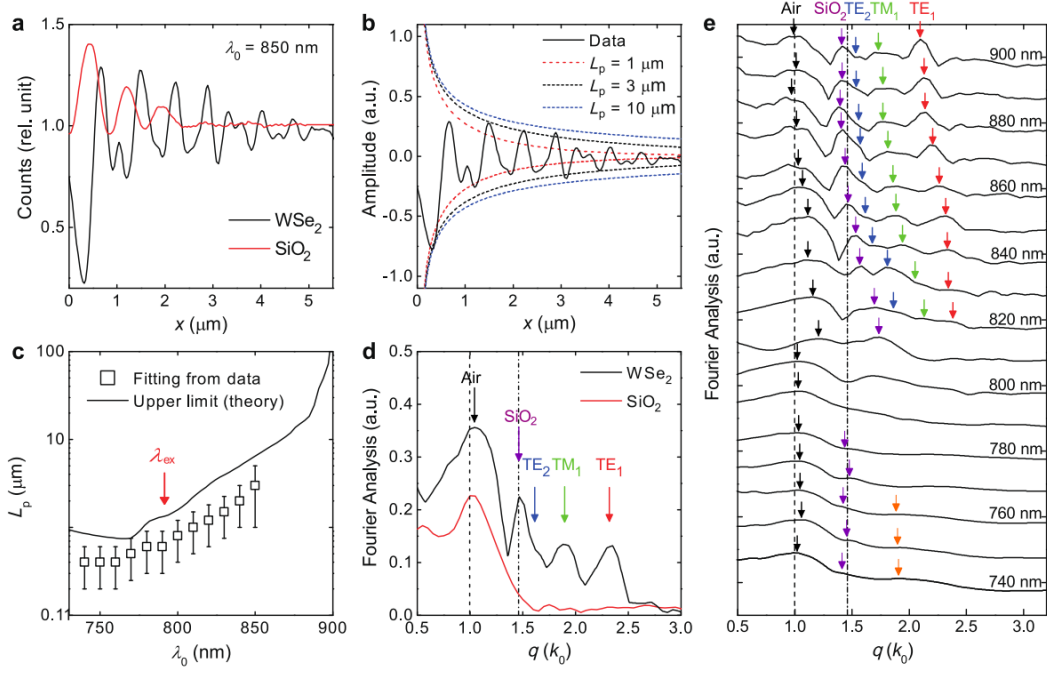 a
1.5
1.0
0.5
Counts (rel. unit)
λ0 = 850 nm
WSe2
SiO2
0 1 2 3 4 5
x (μm)
b
1.0
0.5
0.0
-0.5
-1.0
Amplitude (a.u.)
Data
Lp = 1 μm
Lp = 3 μm
Lp = 10 μm
0 1 2 3 4 5
x (μm)
c
100
10
1
0.1
Lp (μm)
Fitting from data
Upper limit (theory)
λex
750 800 850 900
λ0 (nm)
d
0.5
0.4
0.3
0.2
0.1
0.0
Fourier Analysis (a.u.)
Air
WSe2
SiO2
SiO2
TE2 TM1 TE1
0.5 1.0 1.5 2.0 2.5 3.0
q (k0)
e
Air SiO2 TE2 TM1 TE1
900 nm
880 nm
860 nm
840 nm
820 nm
800 nm
780 nm
760 nm
740 nm
Fourier Analysis (a.u.)
0.5 1.0 1.5 2.0 2.5 3.0
q (k0)